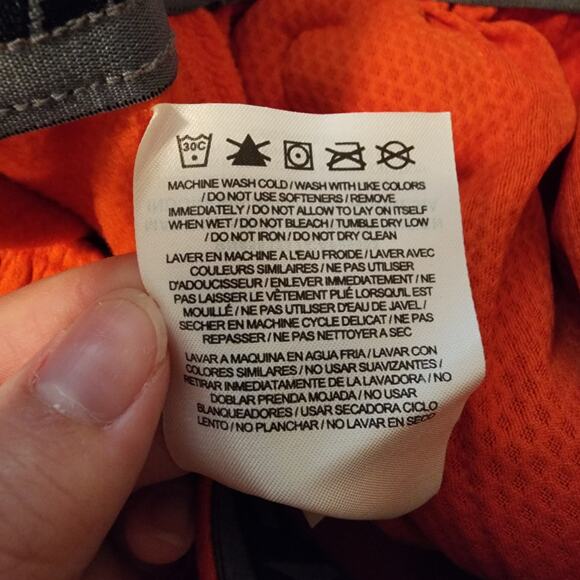 30C
MACHINE WASH COLD / WASH WITH LIKE COLORS
/ DO NOT USE SOFTENERS / REMOVE
IMMEDIATELY / DO NOT ALLOW TO LAY ON ITSELF
WHEN WET / DO NOT BLEACH / TUMBLE DRY LOW
/ DO NOT IRON / DO NOT DRY CLEAN
LAVER EN MACHINE A L'EAU FROIDE / LAVER AVEC
COULEURS SIMILAIRES / NE PAS UTILISER
D'ADOUCISSEUR / ENLEVER IMMEDIATEMENT / NE
PAS LAISSER LE VÊTEMENT PLIÉ LORSQU'IL EST
MOUILLÉ / NE PAS UTILISER D'EAU DE JAVEL /
SECHER EN MACHINE CYCLE DELICAT / NE PAS
REPASSER / NE PAS NETTOYER A SEC
LAVAR A MAQUINA EN AGUA FRIA / LAVAR CON
COLORES SIMILARES / NO USAR SUAVIZANTES /
RETIRAR INMEDIATAMENTE DE LA LAVADORA / NO
DOBLAR PRENDA MOJADA / NO USAR
BLANQUEADORES / USAR SECADORA CICLO
LENTO / NO PLANCHAR / NO LAVAR EN SECO